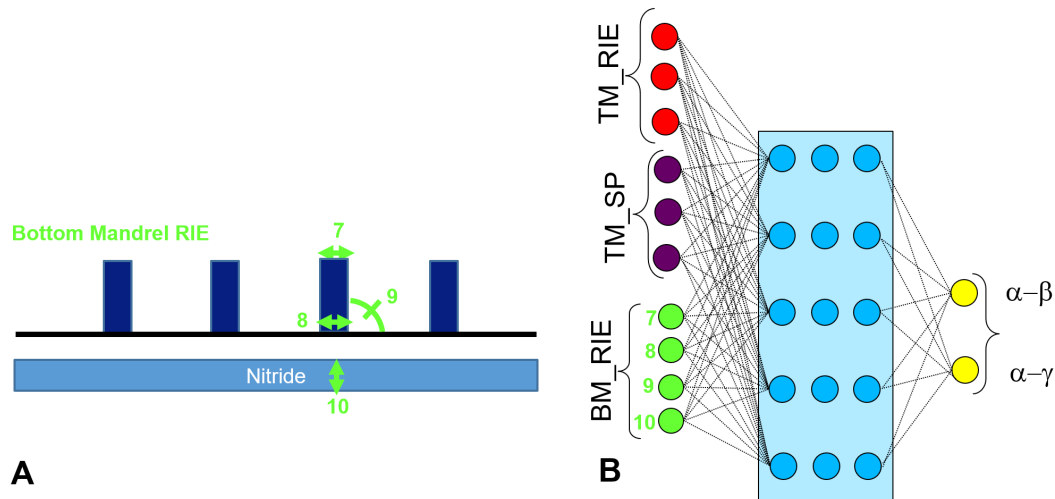 Bottom Mandrel RIE
7
9
8
Nitride
10
A
TM_RIE
TM_SP
BM_RIE
7
8
9
10
α−β
α−γ
B